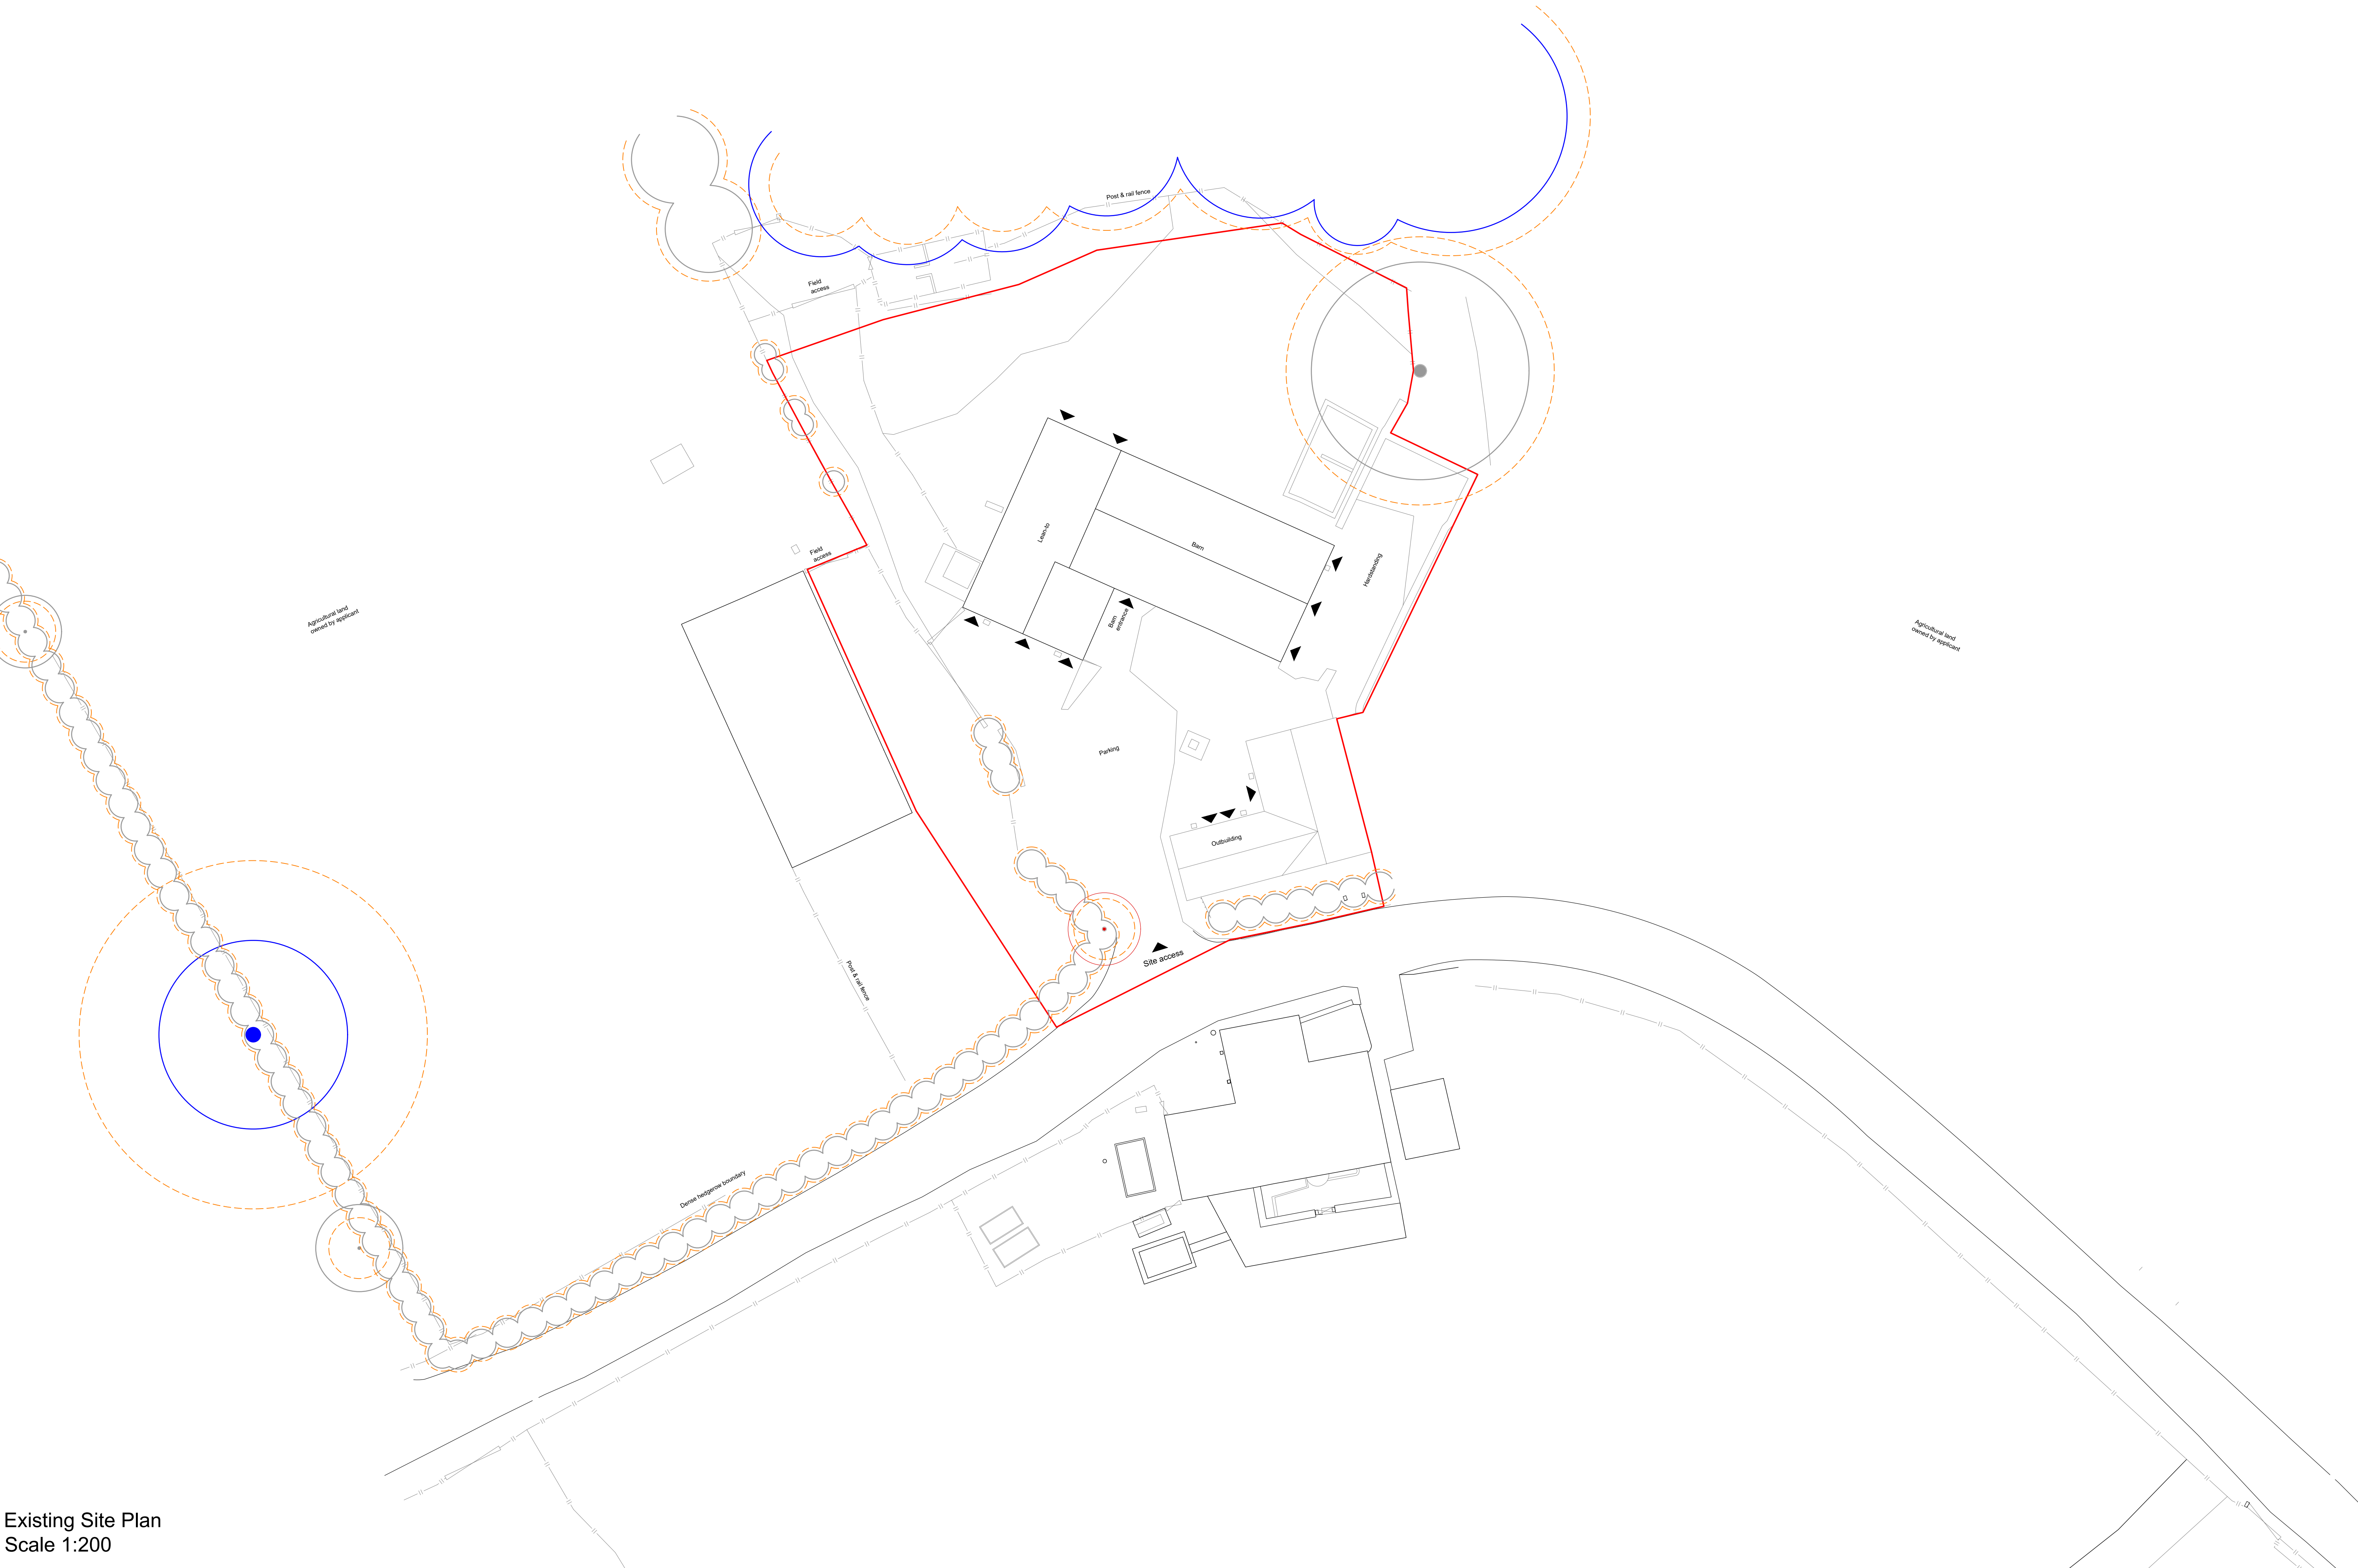 Post & rail fence
Field
access
Lean-to
Barn
Field
access
Hardstanding
Barn
entrance
Agricultural land
owned by applicant
Agricultural land
owned by applicant
Parking
Outbuilding
Site access
Post & rail fence
Dense hedgerow boundary
Existing Site Plan
Scale 1:200